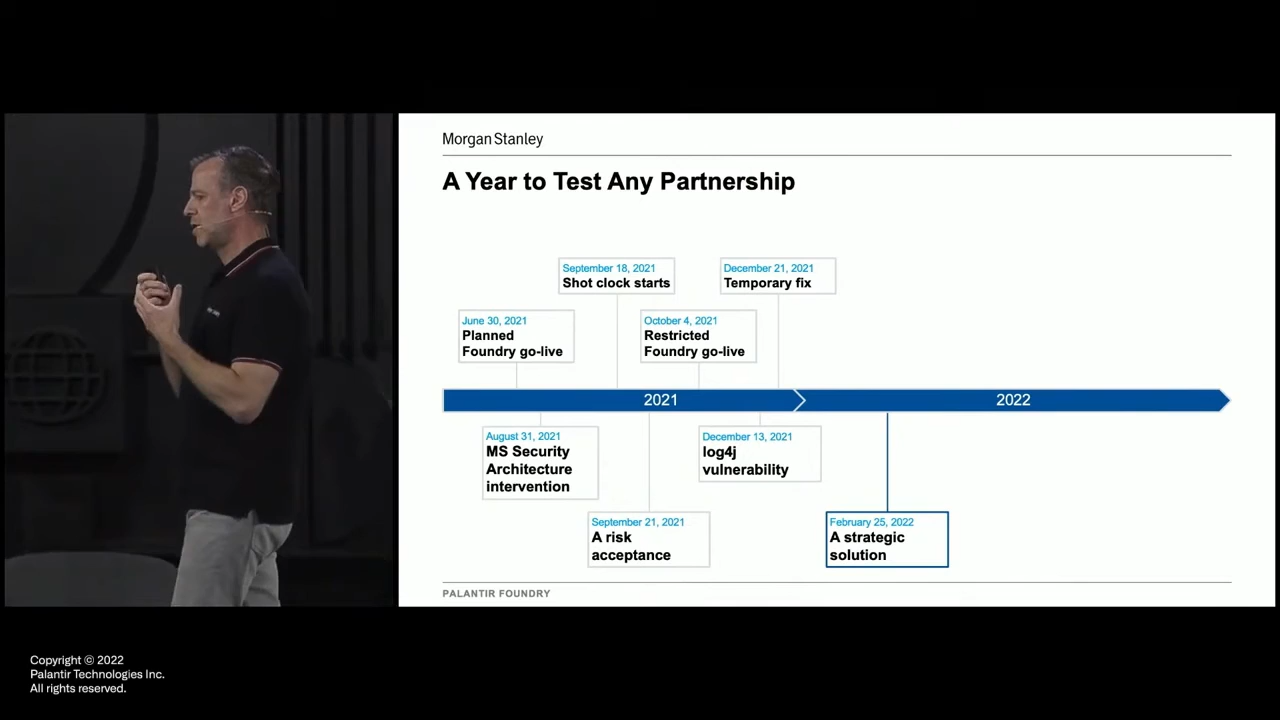 Morgan Stanley
A Year to Test Any Partnership
September 18, 2021
Shot clock starts
December 21, 2021
Temporary fix
June 30, 2021
Planned
Foundry go-live
October 4, 2021
Restricted
Foundry go-live
2021
2022
August 31, 2021
MS Security
Architecture
intervention
December 13, 2021
log4j
vulnerability
September 21, 2021
A risk
acceptance
February 25, 2022
A strategic
solution
PALANTIR FOUNDRY
Copyright © 2022
Palantir Technologies Inc.
All rights reserved.